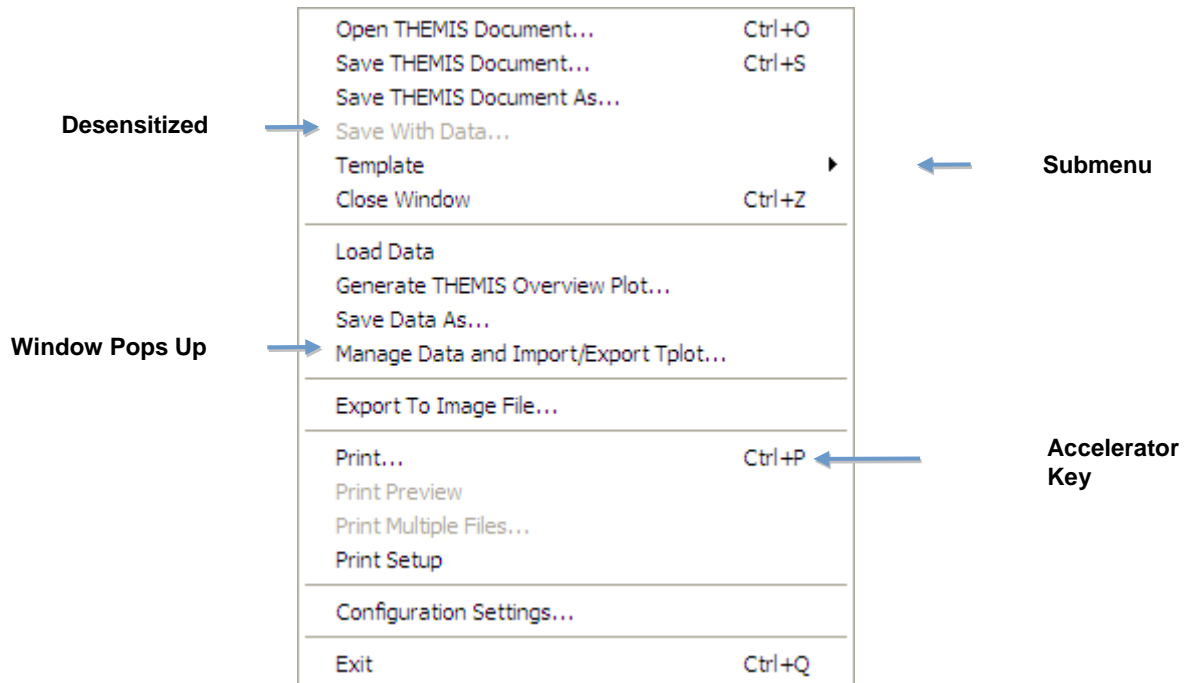 Open THEMIS Document... Ctrl+O
Save THEMIS Document... Ctrl+S
Save THEMIS Document As...
Desensitized
Save With Data...
Template
Submenu
Close Window Ctrl+Z
Load Data
Generate THEMIS Overview Plot...
Save Data As...
Window Pops Up
Manage Data and Import/Export Tplot...
Export To Image File...
Print... Ctrl+P
Accelerator
Key
Print Preview
Print Multiple Files...
Print Setup
Configuration Settings...
Exit Ctrl+Q